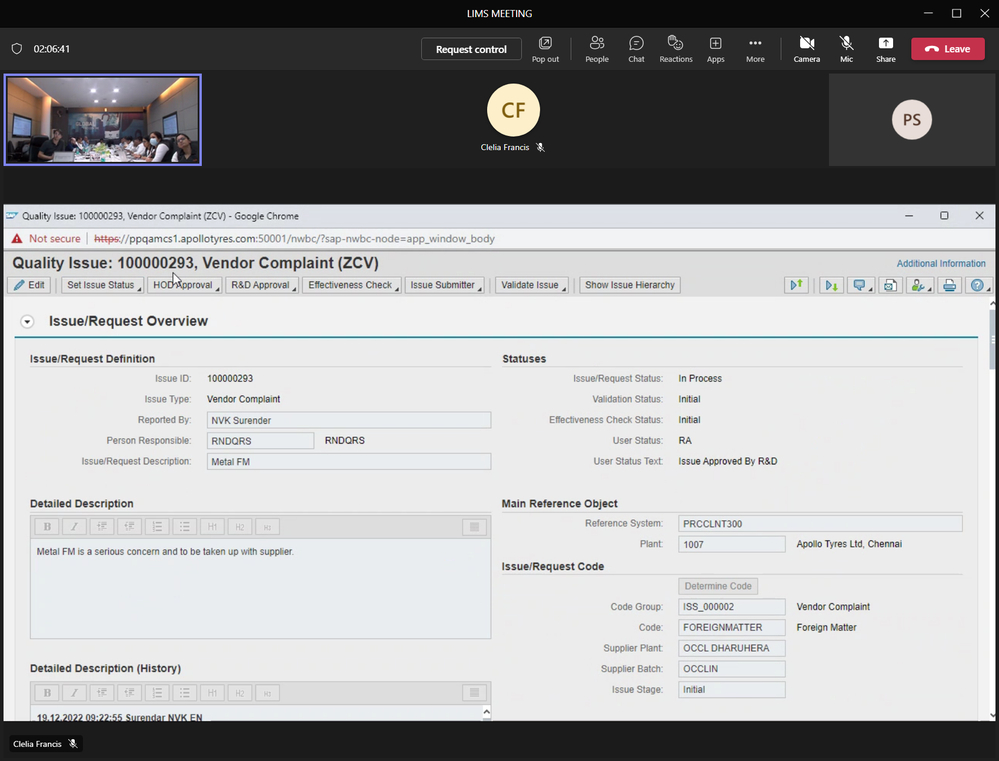 LIMS MEETING
02:06:41
Request control
Pop out
People
Chat
Reactions
Apps
More
Camera
Mic
Share
Leave
GLOBAL
CF
Clelia Francis
PS
Quality Issue: 100000293, Vendor Complaint (ZCV) - Google Chrome
Not secure https://ppqamcs1.apollotyres.com:50001/nwbc/?sap-nwbc-node=app_window_body
Quality Issue: 100000293, Vendor Complaint (ZCV)
Additional Information
Edit
Set Issue Status
HOD Approval
R&D Approval
Effectiveness Check
Issue Submitter
Validate Issue
Show Issue Hierarchy
Issue/Request Overview
Issue/Request Definition
Issue ID: 100000293
Issue Type: Vendor Complaint
Reported By: NVK Surender
Person Responsible: RNDQRS RNDQRS
Issue/Request Description: Metal FM
Statuses
Issue/Request Status: In Process
Validation Status: Initial
Effectiveness Check Status: Initial
User Status: RA
User Status Text: Issue Approved By R&D
Detailed Description
B I H1 H2 H3
Metal FM is a serious concern and to be taken up with supplier.
Main Reference Object
Reference System: PRCCLNT300
Plant: 1007 Apollo Tyres Ltd, Chennai
Issue/Request Code
Determine Code
Code Group: ISS_000002 Vendor Complaint
Code: FOREIGNMATTER Foreign Matter
Supplier Plant: OCCL DHARUHERA
Supplier Batch: OCCLIN
Issue Stage: Initial
Detailed Description (History)
B I H1 H2 H3
19.12.2022 09:22:55 Surendar NVK EN
Clelia Francis